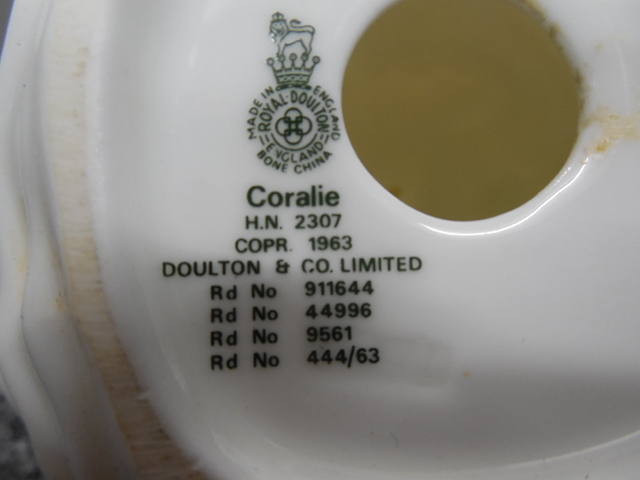 MADE IN ENGLAND
ROYAL·DOULTON
ENGLAND
BONE CHINA
Coralie
H.N. 2307
COPR. 1963
DOULTON & CO. LIMITED
Rd No 911644
Rd No 44996
Rd No 9561
Rd No 444/63